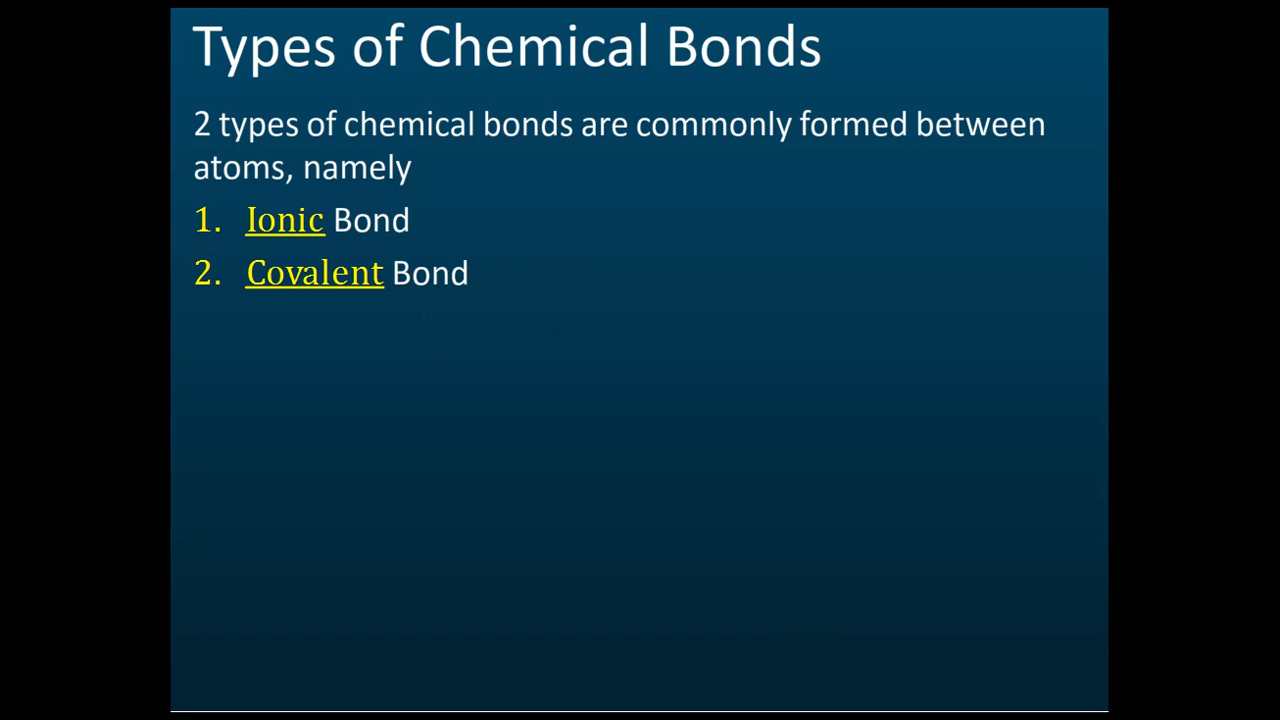 Types of Chemical Bonds
2 types of chemical bonds are commonly formed between
atoms, namely
1. Ionic Bond
2. Covalent Bond